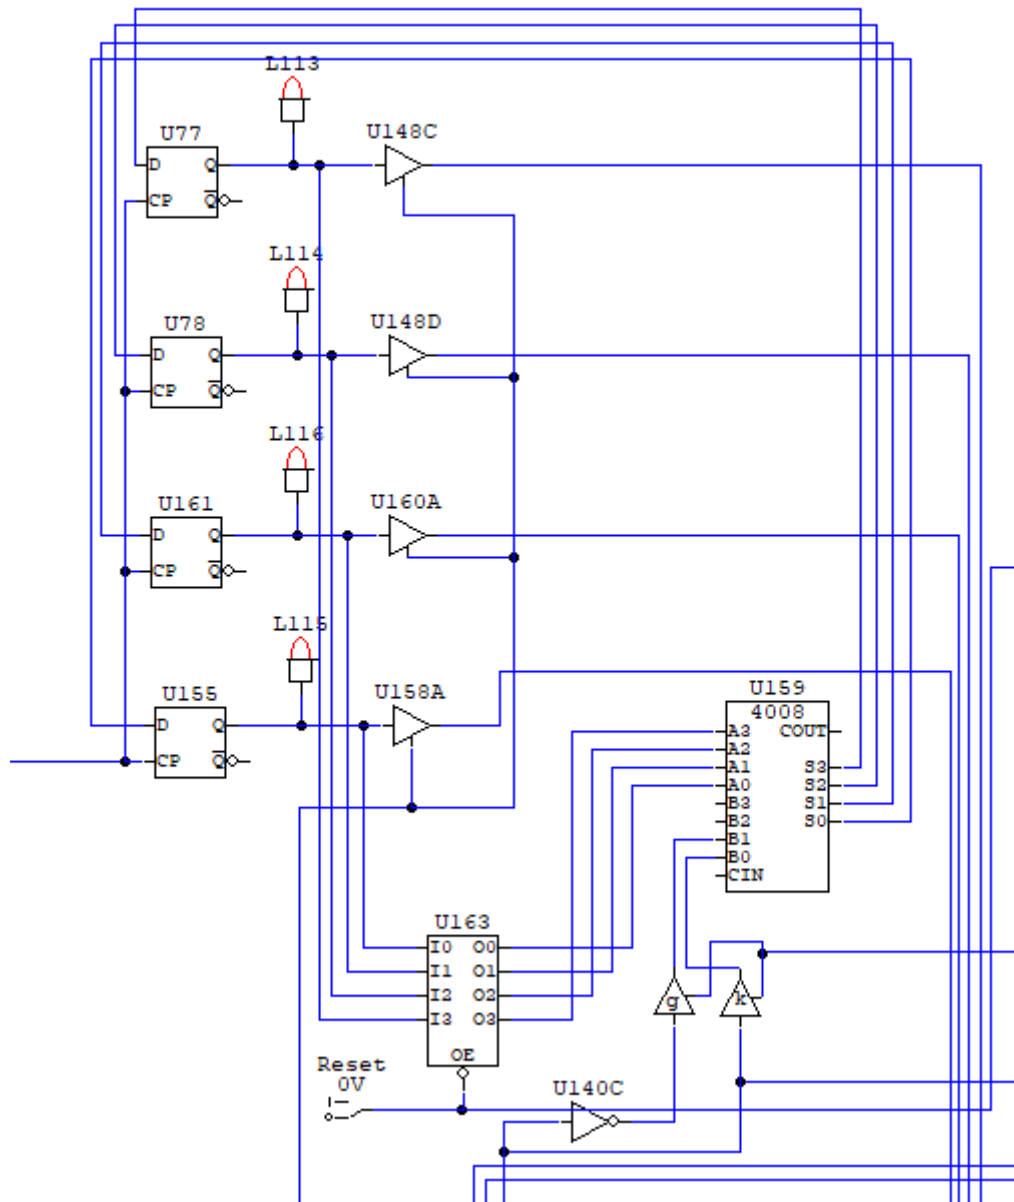 L113
U77
U148C
D Q
CP Q
L114
U78
U148D
D Q
CP Q
L116
U161
U160A
D Q
CP Q
L115
U155
U158A
D Q
CP Q
U159
4008
A3 COUT
A2
A1 S3
A0 S2
B3 S1
B2 S0
B1
B0
CIN
U163
I0 O0
I1 O1
I2 O2
I3 O3
OE
g
k
Reset
0V
U140C